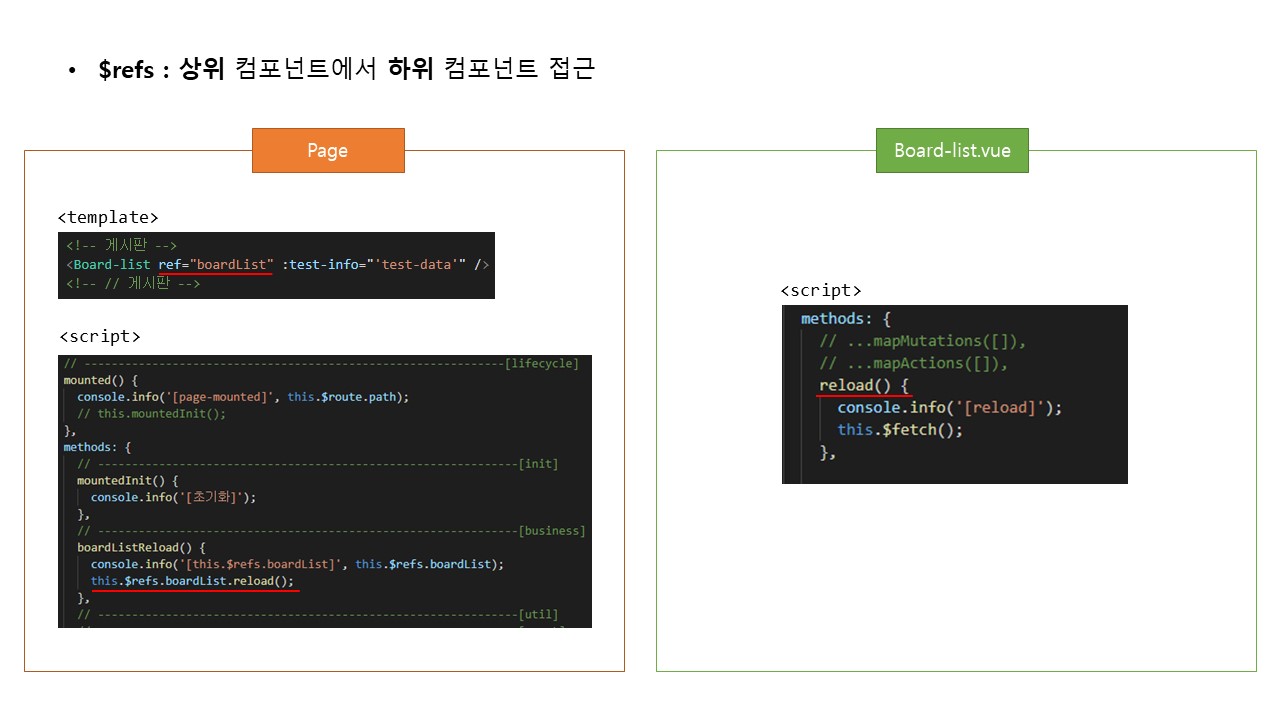 • $refs : 상위 컴포넌트에서 하위 컴포넌트 접근
Page
<template>
<!-- 게시판 -->
<Board-list ref="boardList" :test-info="'test-data'" />
<!-- // 게시판 -->
<script>
// --------------------------------------------------------------[lifecycle]
mounted() {
console.info('[page-mounted]', this.$route.path);
// this.mountedInit();
},
methods: {
// --------------------------------------------------------------[init]
mountedInit() {
console.info('[초기화]');
},
// --------------------------------------------------------------[business]
boardListReload() {
console.info('[this.$refs.boardList]', this.$refs.boardList);
this.$refs.boardList.reload();
},
// --------------------------------------------------------------[util]
Board-list.vue
<script>
methods: {
// ...mapMutations([]),
// ...mapActions([]),
reload() {
console.info('[reload]');
this.$fetch();
},